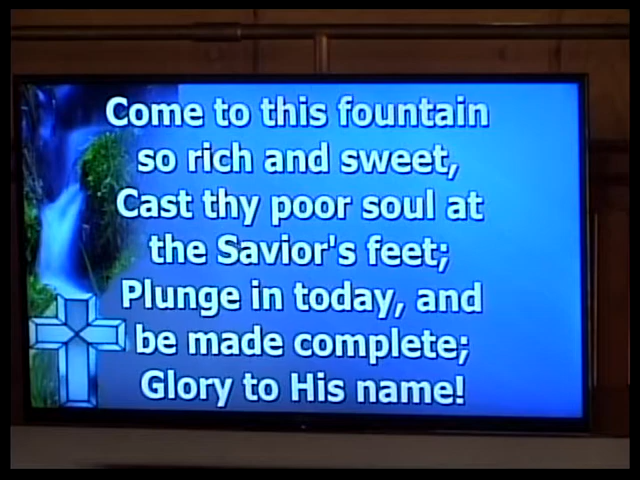 Come to this fountain
so rich and sweet,
Cast thy poor soul at
the Savior's feet;
Plunge in today, and
be made complete;
Glory to His name!